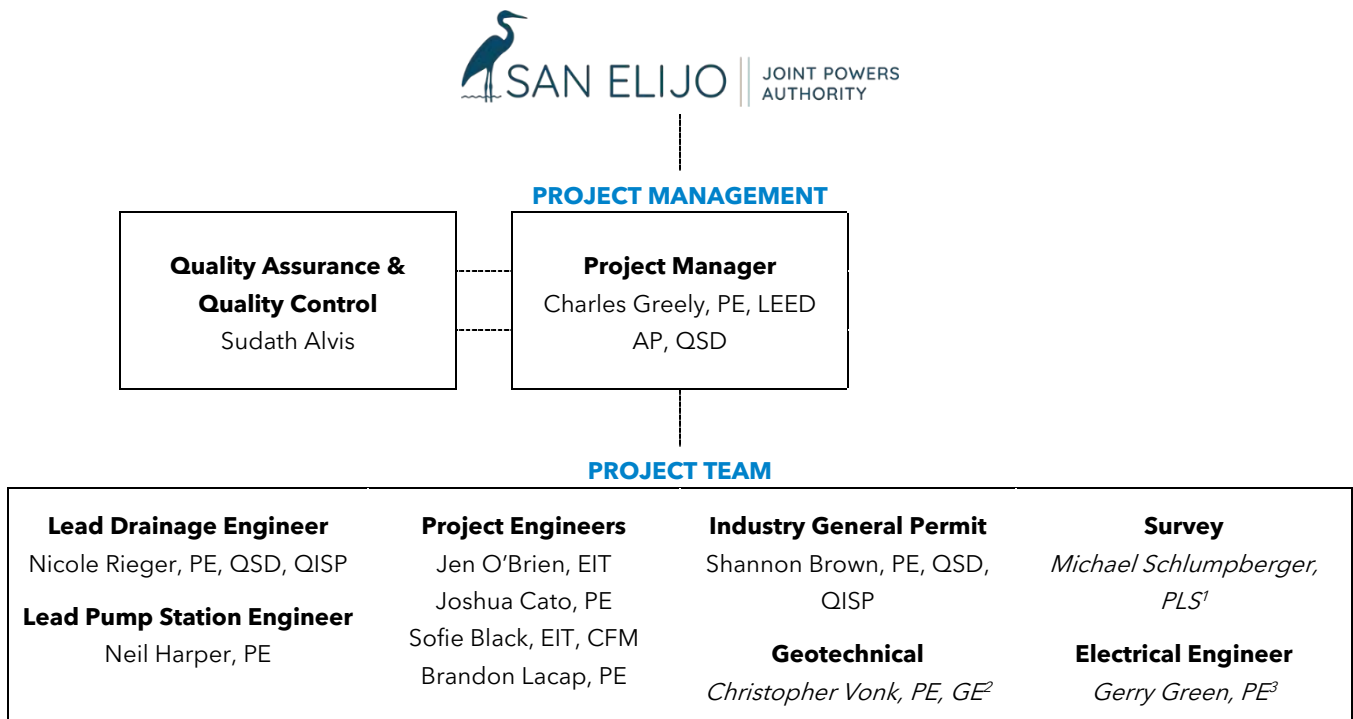 SAN ELIJO
JOINT POWERS
AUTHORITY
PROJECT MANAGEMENT
Quality Assurance &
Quality Control
Sudath Alvis
Project Manager
Charles Greely, PE, LEED
AP, QSD
PROJECT TEAM
Lead Drainage Engineer
Nicole Rieger, PE, QSD, QISP
Lead Pump Station Engineer
Neil Harper, PE
Project Engineers
Jen O’Brien, EIT
Joshua Cato, PE
Sofie Black, EIT, CFM
Brandon Lacap, PE
Industry General Permit
Shannon Brown, PE, QSD,
QISP
Geotechnical
Christopher Vonk, PE, GE²
Survey
Michael Schlumpberger,
PLS¹
Electrical Engineer
Gerry Green, PE³